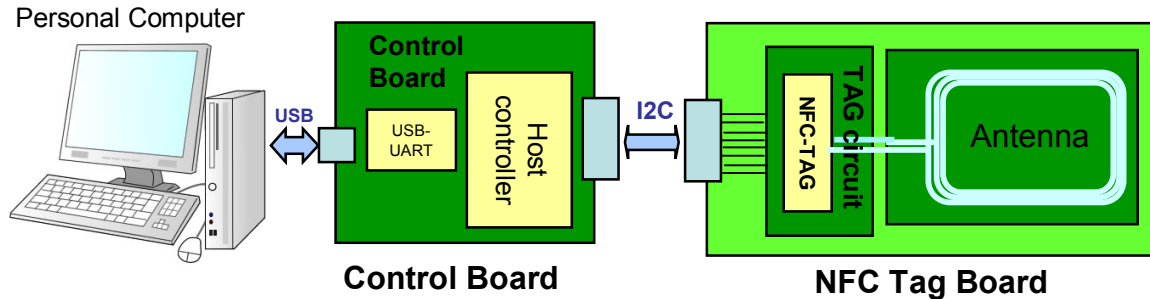 Personal Computer
USB
Control
Board
USB-
UART
Host
controller
I2C
TAG circuit
NFC-TAG
Antenna
Control Board
NFC Tag Board